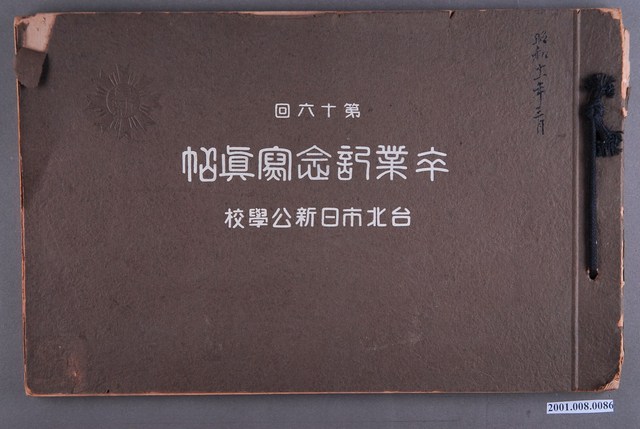 昭和十一年三月
第十六回
卒業記念寫眞帖
台北市日新公學校
2001.008.0086